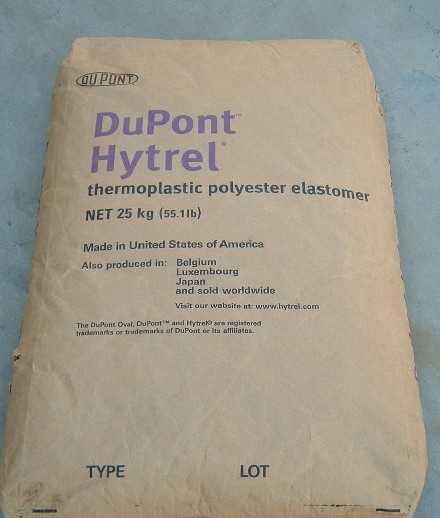 DU PONT
DuPont™
Hytrel®
thermoplastic polyester elastomer
NET 25 kg (55.1lb)
Made in United States of America
Also produced in: Belgium
Luxembourg
Japan
and sold worldwide
Visit our website at: www.hytrel.com
The DuPont Oval, DuPont™ and Hytrel® are registered
trademarks or trademarks of DuPont or its affiliates.
TYPE LOT